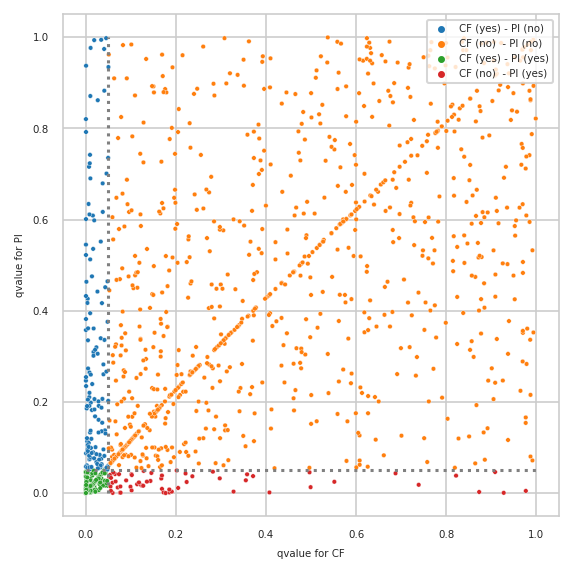 CF (yes) - PI (no)
CF (no) - PI (no)
CF (yes) - PI (yes)
CF (no) - PI (yes)
1.0
0.8
0.6
0.4
0.2
0.0
qvalue for PI
0.0 0.2 0.4 0.6 0.8 1.0
qvalue for CF